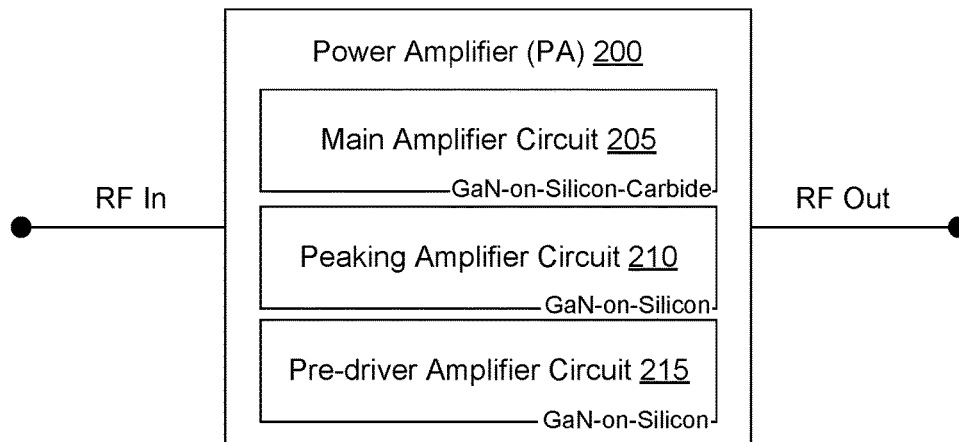 Power Amplifier (PA) 200
Main Amplifier Circuit 205
GaN-on-Silicon-Carbide
RF In
RF Out
Peaking Amplifier Circuit 210
GaN-on-Silicon
Pre-driver Amplifier Circuit 215
GaN-on-Silicon